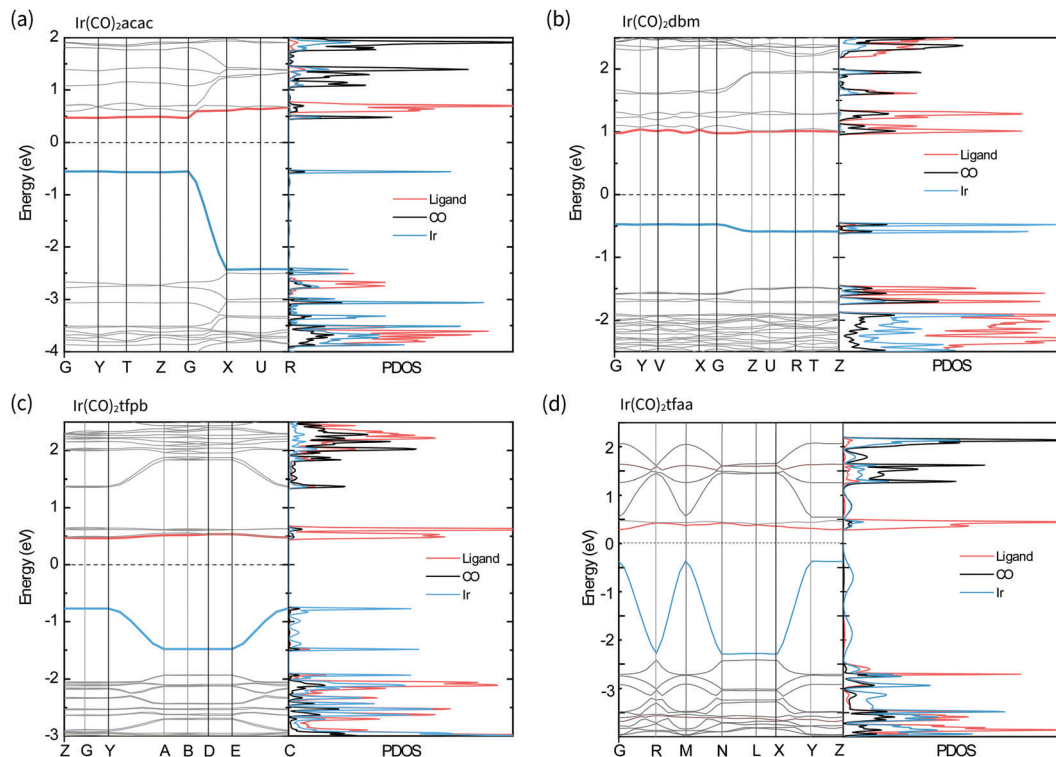 (a) Ir(CO)₂acac
2
1
0
-1
-2
-3
-4
Energy (eV)
Ligand
CO
Ir
G Y T Z G X U R
PDOS
(b) Ir(CO)₂dbm
2
1
0
-1
-2
Energy (eV)
Ligand
CO
Ir
G Y V X G Z U R T Z
PDOS
(c) Ir(CO)₂tfpb
2
1
0
-1
-2
-3
Energy (eV)
Ligand
CO
Ir
Z G Y A B D E C
PDOS
(d) Ir(CO)₂tfaa
2
1
0
-1
-2
-3
Energy (eV)
Ligand
CO
Ir
G R M N L X Y Z
PDOS